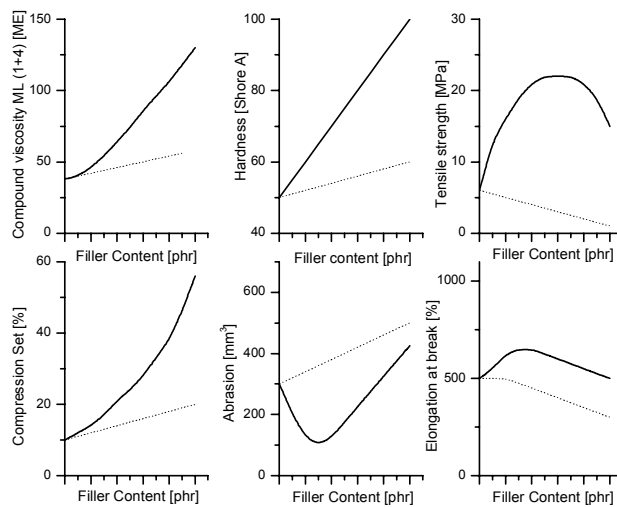 Compound viscosity ML (1+4) [ME]
150
100
50
0
Filler Content [phr]
Hardness [Shore A]
100
80
60
40
Filler content [phr]
Tensile strength [MPa]
30
20
10
0
Filler Content [phr]
Compression Set [%]
60
40
20
0
Filler Content [phr]
Abrasion [mm³]
600
400
200
0
Filler Content [phr]
Elongation at break [%]
1000
500
0
Filler Content [phr]